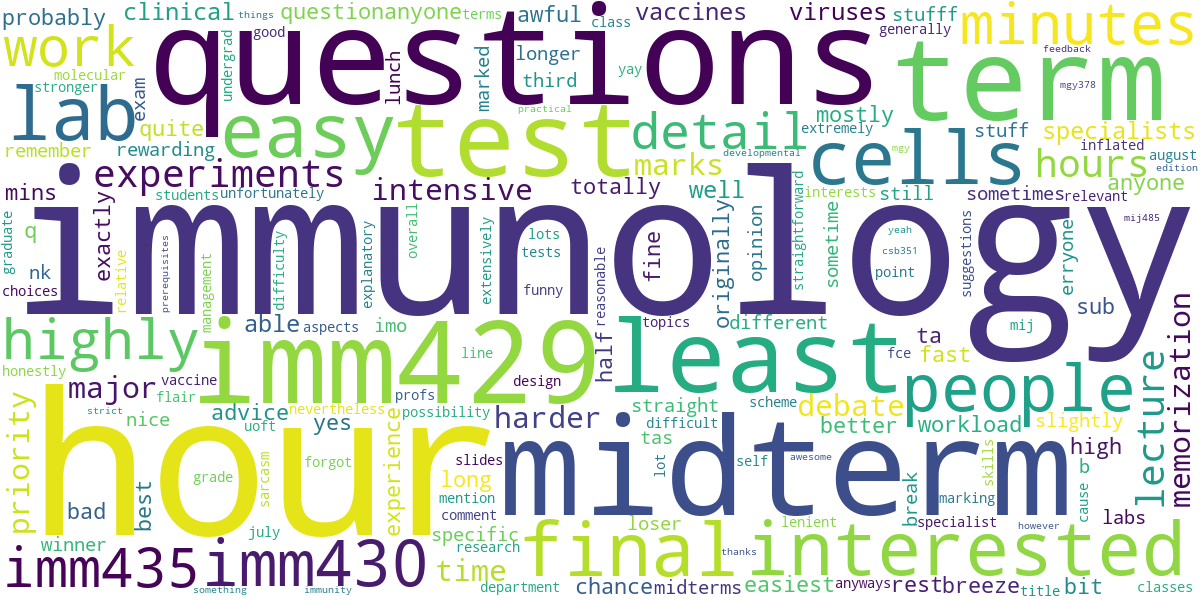 probably
clinical
questionanyone
terms
awful
things
class
vaccines
viruses
stufff
minutes
good
generally
work
questions
longer
feedback
molecular
undergrad
lunch
marked
third
yay
term
mgy378
stronger
exam
lab
easy
test
practical
detail
mostly
stuff
specialists
quite
extremely
remember
rewarding
marks
developmental
cells
mgy
inflated
august
hours
edition
experiments
intensive
totally
well
interests
still
sometimes
relevant
anyone
mins
students
unfortunately
exactly
immunology
graduate
q
relative
prerequisites
management
difficulty
explanatory
overall
extensively
lots
tests
funny
fine
reasonable
originally
opinion
straightforward
sometime
yeah
csb351
point
suggestions
erryone
mij485
nk
choices
sub
highly
able
aspects
imo
imm429
line
half
topics
least
different
mij
ta
fast
fce
memorization
honestly
major
vaccine
flair
profs
design
people
lecture
strict
nevertheless
possibility
harder
straight
scheme
debate
priority
nice
advice
uoft
yes
experience
difficult
better
workload
slightly
tas
hour
midterm
high
grade
sarcasm
forgot
slides
long
lot
self
awesome
skills
b
bad
best
mention
break
marking
cause
labs
comment
winner
july
specific
loser
lenient
specialist
however
research
final
interested
thanks
imm435
imm430
time
something
immunity
department
chance
midterms
easiest
anyways
rest
breeze
title
bit
classes